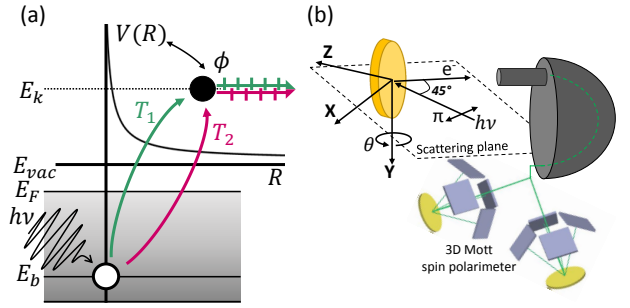 (a)
V(R)
ϕ
E_k
T_1
T_2
E_vac
R
E_F
hν
E_b
(b)
Z
e
45°
X
π
hν
θ
Scattering plane
Y
3D Mott
spin polarimeter